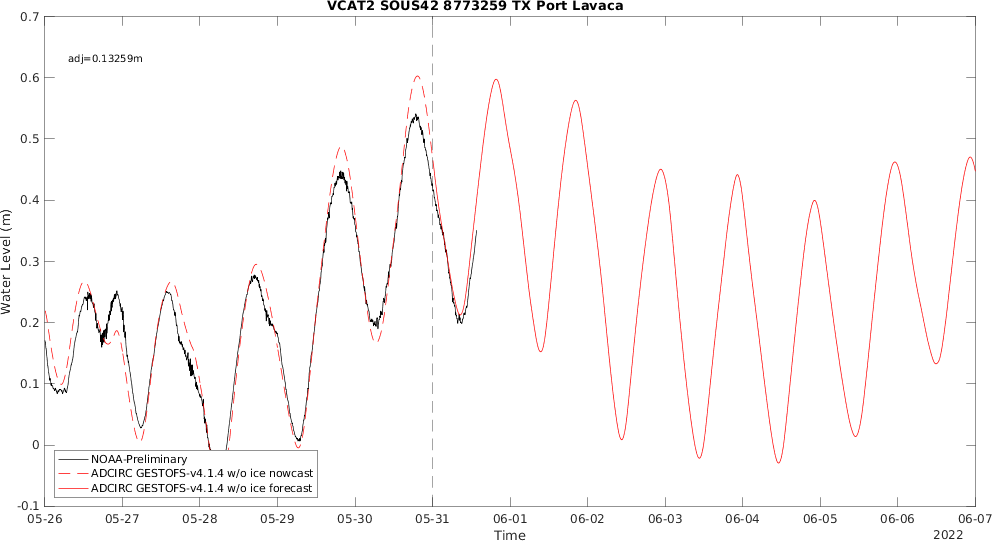 VCAT2 SOUS42 8773259 TX Port Lavaca
adj=0.13259m
Water Level (m)
0.7
0.6
0.5
0.4
0.3
0.2
0.1
0
-0.1
NOAA-Preliminary
ADCIRC GESTOFS-v4.1.4 w/o ice nowcast
ADCIRC GESTOFS-v4.1.4 w/o ice forecast
05-26 05-27 05-28 05-29 05-30 05-31 06-01 06-02 06-03 06-04 06-05 06-06 06-07
Time
2022